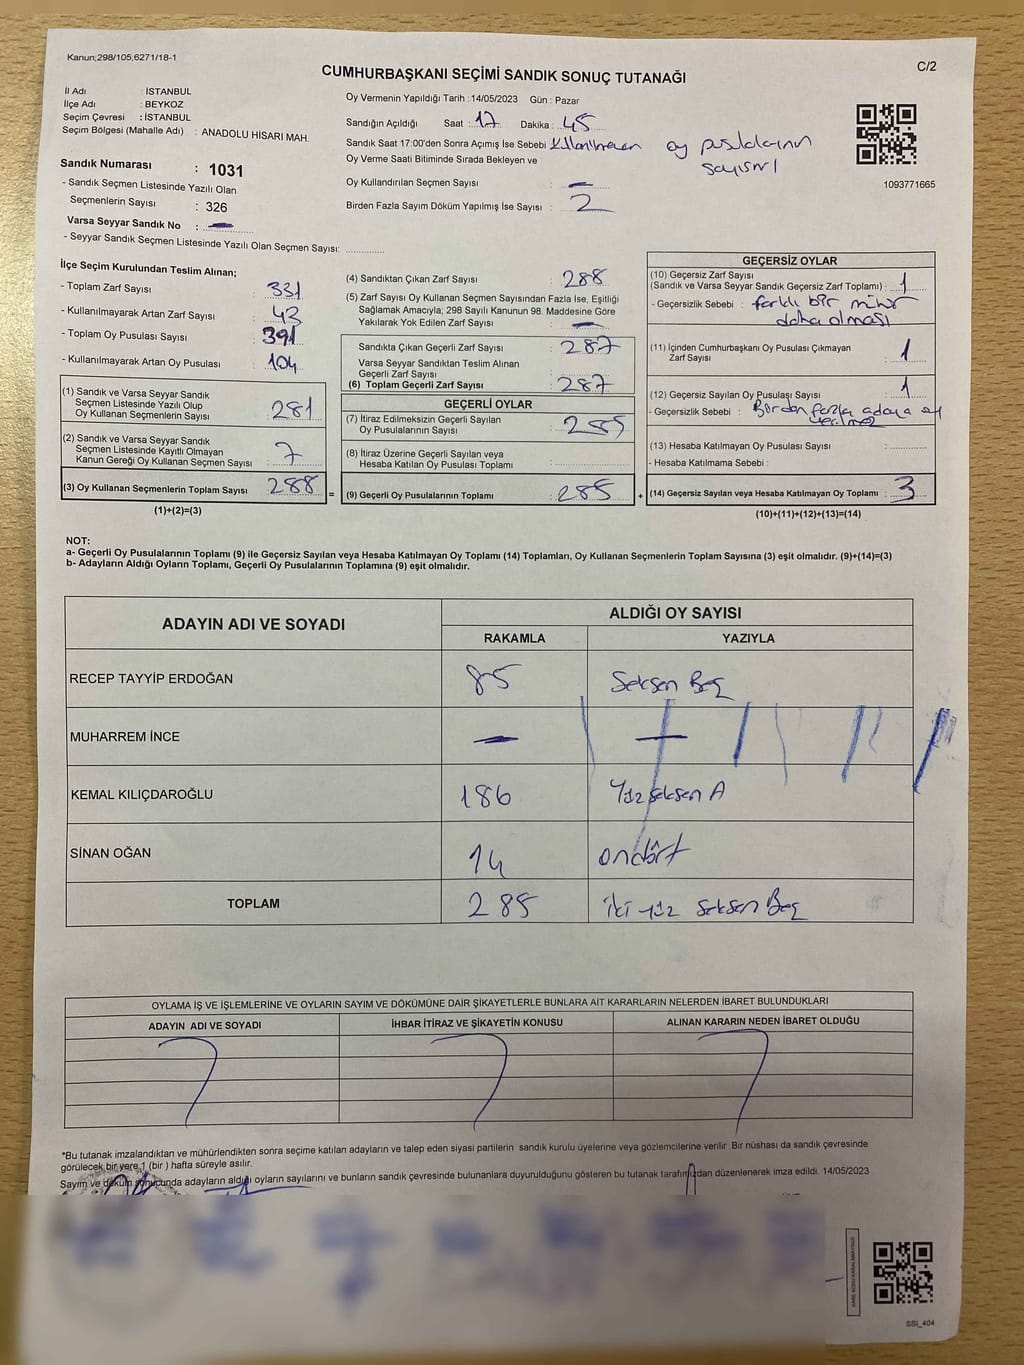 Kanun;298/105;6271/18-1
C/2
CUMHURBAŞKANI SEÇİMİ SANDIK SONUÇ TUTANAĞI
İl Adı : İSTANBUL
İlçe Adı : BEYKOZ
Seçim Çevresi : İSTANBUL
Seçim Bölgesi (Mahalle Adı) : ANADOLU HİSARI MAH.
Sandık Numarası : 1031
- Sandık Seçmen Listesinde Yazılı Olan
Seçmenlerin Sayısı : 326
Varsa Seyyar Sandık No : —
- Seyyar Sandık Seçmen Listesinde Yazılı Olan Seçmen Sayısı: ............
Oy Vermenin Yapıldığı Tarih : 14/05/2023 Gün : Pazar
Sandığın Açıldığı Saat : 17 Dakika : 45
Sandık Saat 17:00'den Sonra Açımış İse Sebebi Kullanılmayan oy pusulalarının
sayısmı
Oy Verme Saati Bitiminde Sırada Bekleyen ve
Oy Kullandırılan Seçmen Sayısı : —
Birden Fazla Sayım Döküm Yapılmış İse Sayısı : 2
1093771665
İlçe Seçim Kurulundan Teslim Alınan;
- Toplam Zarf Sayısı : 331
- Kullanılmayarak Artan Zarf Sayısı : 43
- Toplam Oy Pusulası Sayısı : 391
- Kullanılmayarak Artan Oy Pusulası : 104
(1) Sandık ve Varsa Seyyar Sandık
Seçmen Listesinde Yazılı Olup
Oy Kullanan Seçmenlerin Sayısı : 281
(2) Sandık ve Varsa Seyyar Sandık
Seçmen Listesinde Kayıtlı Olmayan
Kanun Gereği Oy Kullanan Seçmen Sayısı : 7
(3) Oy Kullanan Seçmenlerin Toplam Sayısı : 288 =
(1)+(2)=(3)
(4) Sandıktan Çıkan Zarf Sayısı : 288
(5) Zarf Sayısı Oy Kullanan Seçmen Sayısından Fazla İse, Eşitliği
Sağlamak Amacıyla; 298 Sayılı Kanunun 98. Maddesine Göre
Yakılarak Yok Edilen Zarf Sayısı : —
Sandıkta Çıkan Geçerli Zarf Sayısı : 287
Varsa Seyyar Sandıktan Teslim Alınan
Geçerli Zarf Sayısı
(6) Toplam Geçerli Zarf Sayısı : 287
GEÇERLİ OYLAR
(7) İtiraz Edilmeksizin Geçerli Sayılan
Oy Pusulalarının Sayısı : 285
(8) İtiraz Üzerine Geçerli Sayılan veya
Hesaba Katılan Oy Pusulası Toplamı :
(9) Geçerli Oy Pusulalarının Toplamı : 285 +
GEÇERSİZ OYLAR
(10) Geçersiz Zarf Sayısı
(Sandık ve Varsa Seyyar Sandık Geçersiz Zarf Toplamı) : 1
- Geçersizlik Sebebi : farklı bir mühür
daha olması
(11) İçinden Cumhurbaşkanı Oy Pusulası Çıkmayan
Zarf Sayısı : 1
(12) Geçersiz Sayılan Oy Pusulası Sayısı : 1
- Geçersizlik Sebebi : Birden fazla adaya oy
verilmez
(13) Hesaba Katılmayan Oy Pusulası Sayısı :
- Hesaba Katılmama Sebebi :
(14) Geçersiz Sayılan veya Hesaba Katılmayan Oy Toplamı : 3
(10)+(11)+(12)+(13)=(14)
NOT:
a- Geçerli Oy Pusulalarının Toplamı (9) ile Geçersiz Sayılan veya Hesaba Katılmayan Oy Toplamı (14) Toplamları, Oy Kullanan Seçmenlerin Toplam Sayısına (3) eşit olmalıdır. (9)+(14)=(3)
b- Adayların Aldığı Oyların Toplamı, Geçerli Oy Pusulalarının Toplamına (9) eşit olmalıdır.
ADAYIN ADI VE SOYADI
ALDIĞI OY SAYISI
RAKAMLA YAZIYLA
RECEP TAYYİP ERDOĞAN 85 Seksen Beş
MUHARREM İNCE — —
KEMAL KILIÇDAROĞLU 186 Yüz seksen A
SİNAN OĞAN 14 ondört
TOPLAM 285 iki yüz seksen Beş
OYLAMA İŞ VE İŞLEMLERİNE VE OYLARIN SAYIM VE DÖKÜMÜNE DAİR ŞİKAYETLERLE BUNLARA AİT KARARLARIN NELERDEN İBARET BULUNDUKLARI
ADAYIN ADI VE SOYADI İHBAR İTİRAZ VE ŞİKAYETİN KONUSU ALINAN KARARIN NEDEN İBARET OLDUĞU
*Bu tutanak imzalandıktan ve mühürlendikten sonra seçime katılan adayların ve talep eden siyasi partilerin sandık kurulu üyelerine veya gözlemcilerine verilir. Bir nüshası da sandık çevresinde
görülecek bir yere 1 (bir) hafta süreyle asılır.
Sayım ve döküm sonucunda adayların aldığı oyların sayılarını ve bunların sandık çevresinde bulunanlara duyurulduğunu gösteren bu tutanak tarafımızdan düzenlenerek imza edildi. 14/05/2023
SSI_404